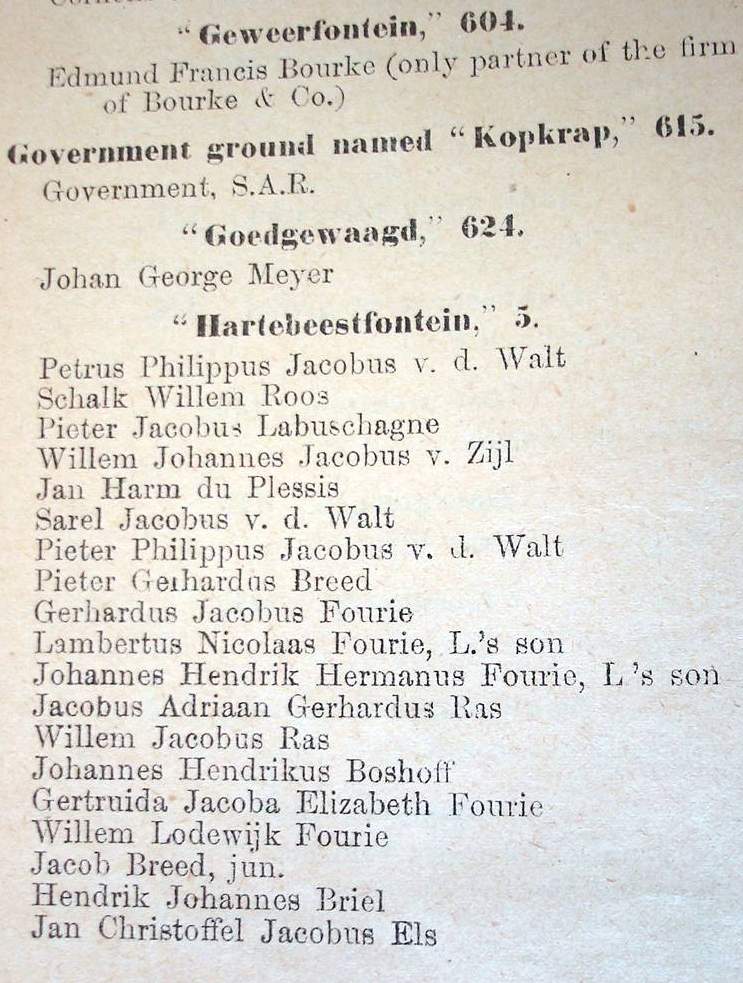 "Geweerfontein," 604.
Edmund Francis Bourke (only partner of the firm
of Bourke & Co.)
Government ground named "Kopkrap," 615.
Government, S.A.R.
"Goedgewaagd," 624.
Johan George Meyer
"Hartebeestfontein," 5.
Petrus Philippus Jacobus v. d. Walt
Schalk Willem Roos
Pieter Jacobus Labuschagne
Willem Johannes Jacobus v. Zijl
Jan Harm du Plessis
Sarel Jacobus v. d. Walt
Pieter Philippus Jacobus v. d. Walt
Pieter Gerhardus Breed
Gerhardus Jacobus Fourie
Lambertus Nicolaas Fourie, L.'s son
Johannes Hendrik Hermanus Fourie, L 's son
Jacobus Adriaan Gerhardus Ras
Willem Jacobus Ras
Johannes Hendrikus Boshoff
Gertruida Jacoba Elizabeth Fourie
Willem Lodewijk Fourie
Jacob Breed, jun.
Hendrik Johannes Briel
Jan Christoffel Jacobus Els